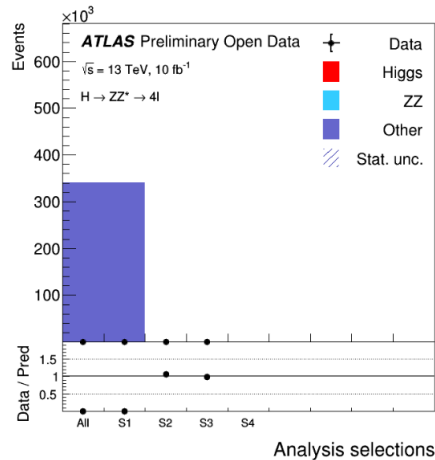 ×10³
Events
ATLAS Preliminary Open Data
√s = 13 TeV, 10 fb⁻¹
H → ZZ* → 4l
Data
Higgs
ZZ
Other
Stat. unc.
600
500
400
300
200
100
Data / Pred
1.5
1
0.5
All S1 S2 S3 S4
Analysis selections